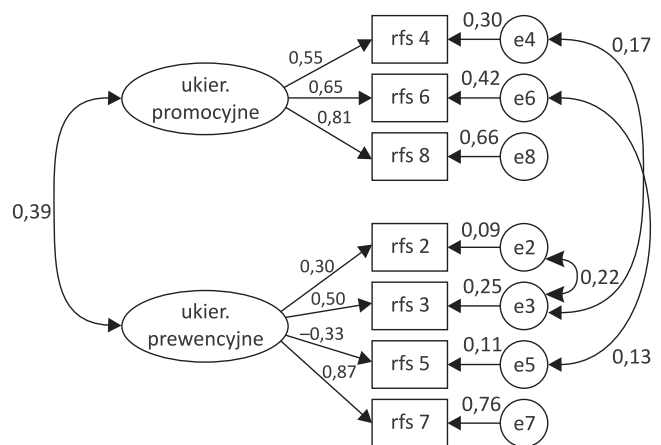 0,55
rfs 4
0,30
e4
0,17
ukier.
promocyjne
0,65
rfs 6
0,42
e6
0,81
rfs 8
0,66
e8
0,39
0,30
rfs 2
0,09
e2
0,22
ukier.
prewencyjne
0,50
rfs 3
0,25
e3
–0,33
rfs 5
0,11
e5
0,13
0,87
rfs 7
0,76
e7